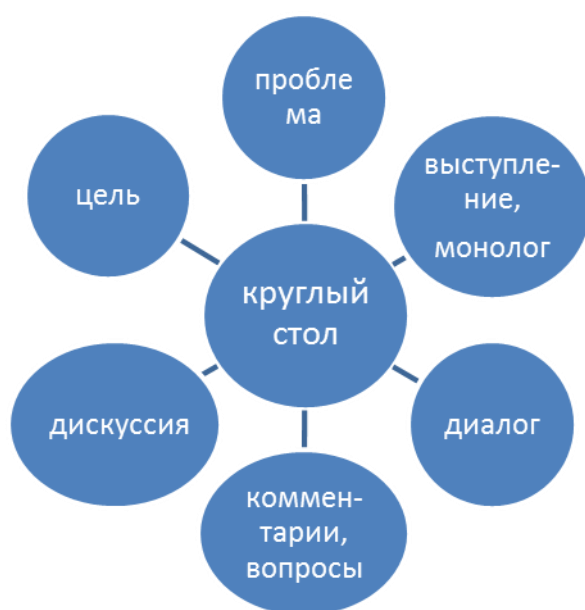 пробле
ма
выступле-
ние,
монолог
цель
круглый
стол
дискуссия
диалог
коммен-
тарии,
вопросы